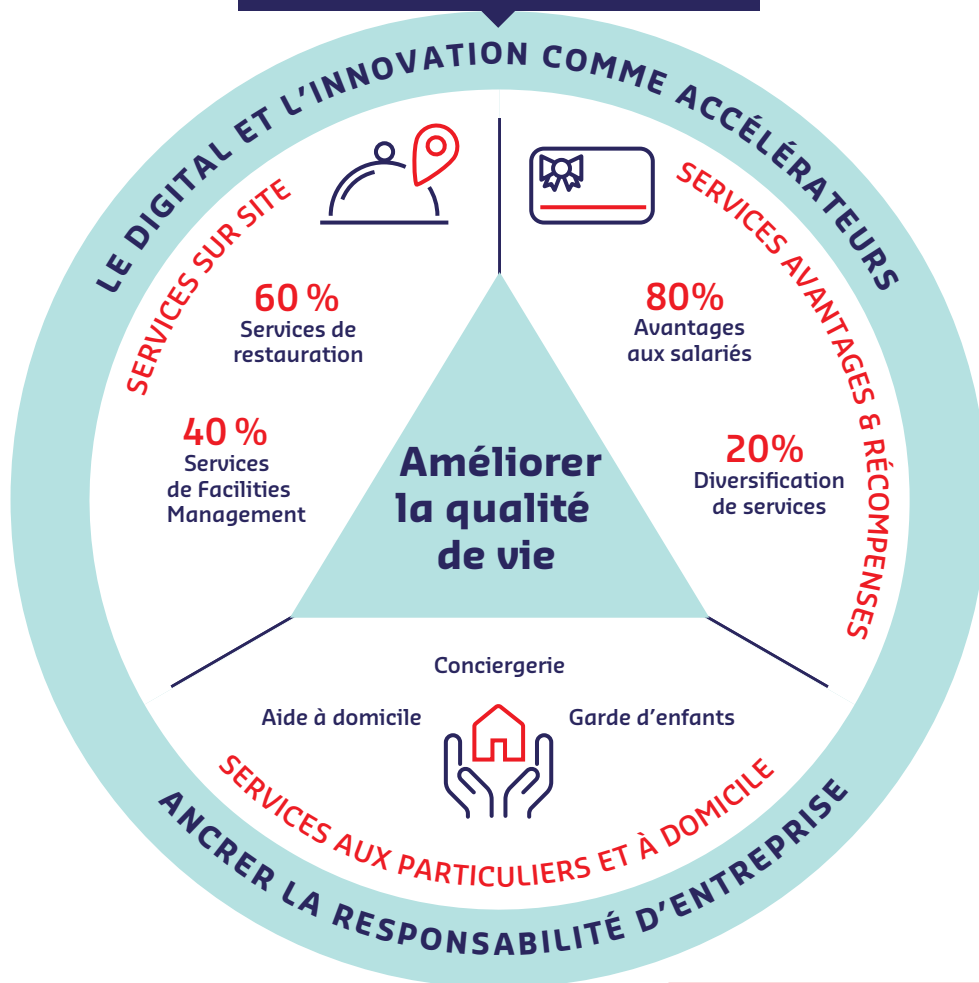 LE DIGITAL ET L'INNOVATION COMME ACCÉLÉRATEURS
SERVICES SUR SITE
60 %
Services de
restauration
40 %
Services
de Facilities
Management
SERVICES AVANTAGES & RÉCOMPENSES
80%
Avantages
aux salariés
20%
Diversification
de services
Améliorer
la qualité
de vie
Conciergerie
Aide à domicile
Garde d'enfants
SERVICES AUX PARTICULIERS ET À DOMICILE
ANCRER LA RESPONSABILITÉ D'ENTREPRISE